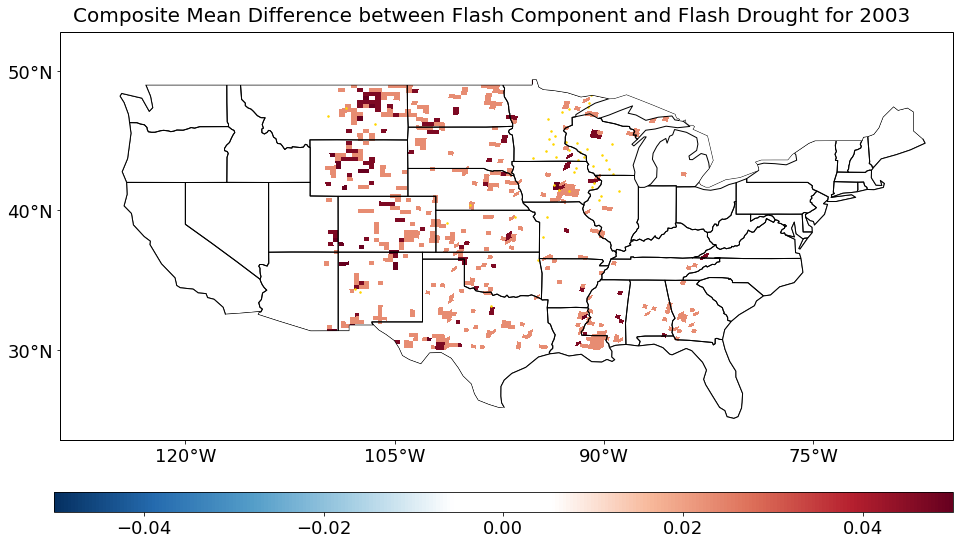 Composite Mean Difference between Flash Component and Flash Drought for 2003
50°N
40°N
30°N
120°W 105°W 90°W 75°W
−0.04 −0.02 0.00 0.02 0.04